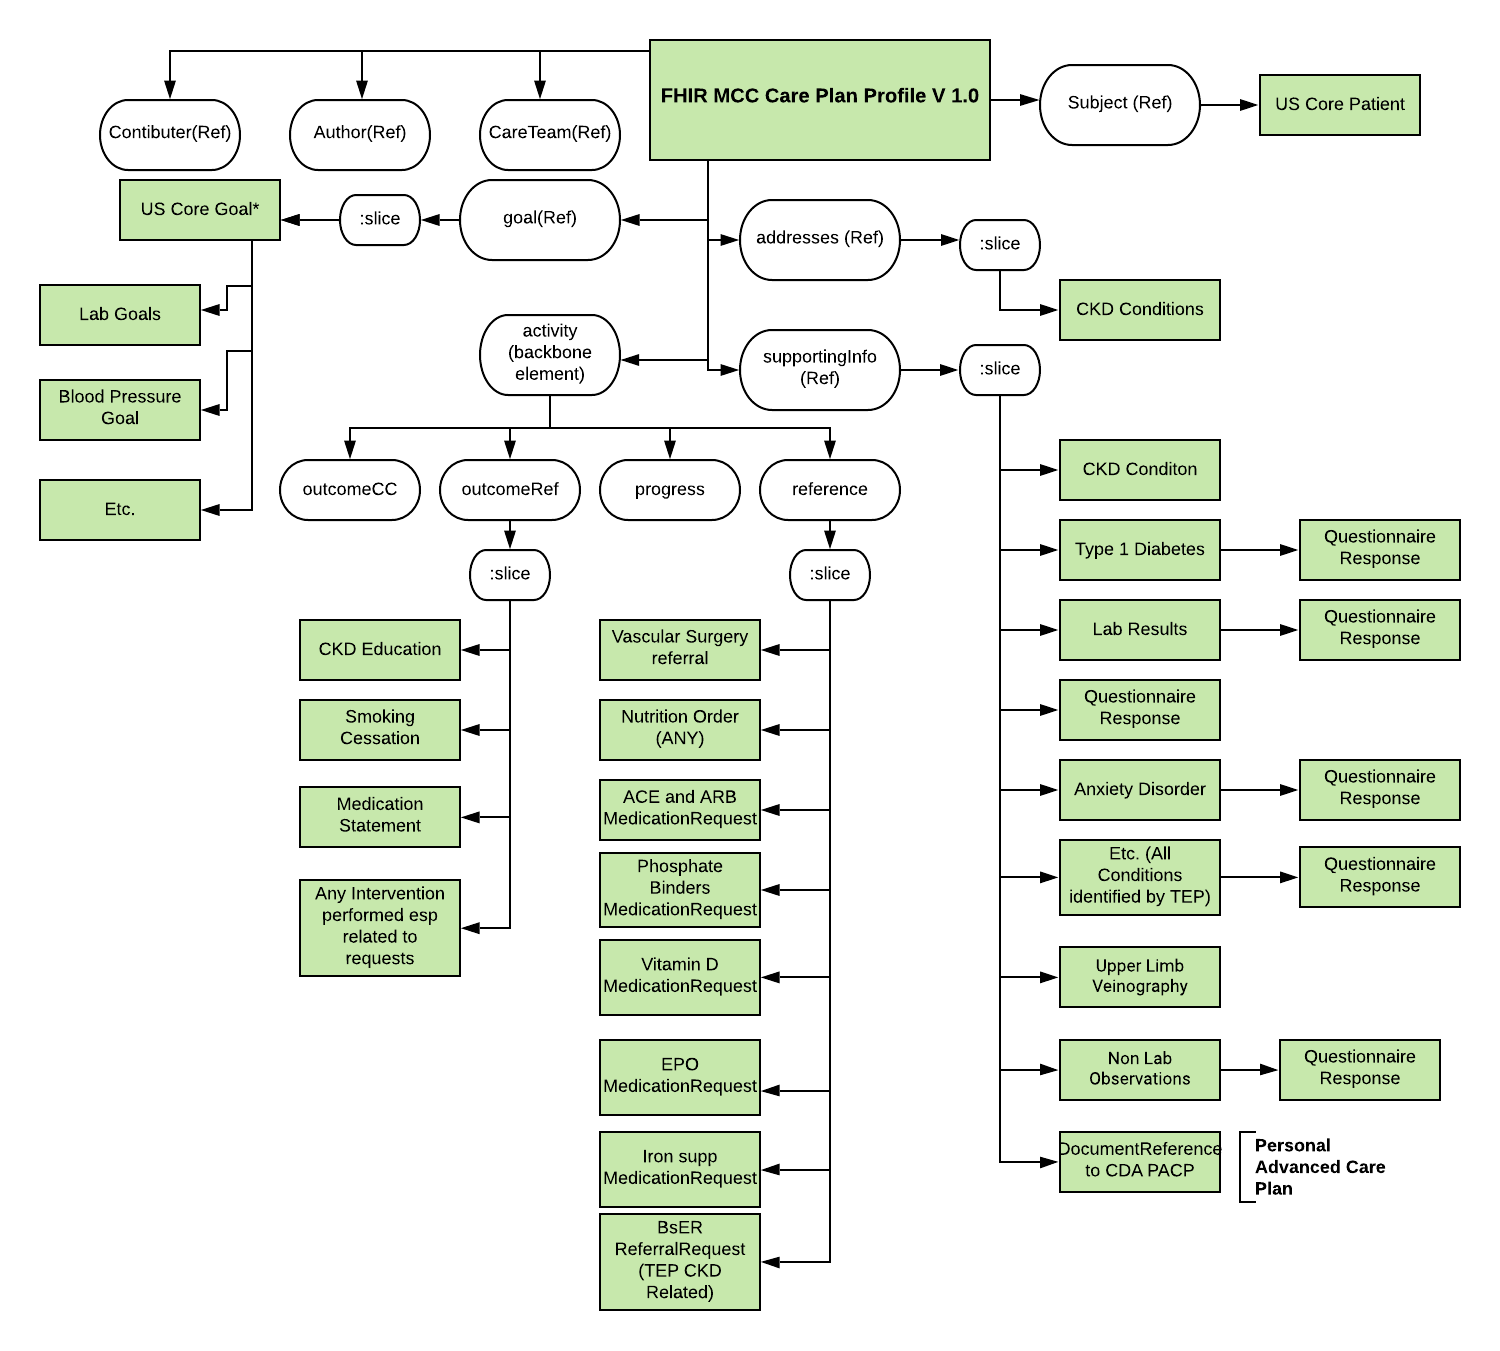 FHIR MCC Care Plan Profile V 1.0
Subject (Ref)
US Core Patient
Contibuter(Ref)
Author(Ref)
CareTeam(Ref)
US Core Goal*
:slice
goal(Ref)
addresses (Ref)
:slice
CKD Conditions
Lab Goals
Blood Pressure
Goal
Etc.
activity
(backbone
element)
supportingInfo
(Ref)
:slice
outcomeCC
outcomeRef
progress
reference
:slice
:slice
CKD Education
Smoking
Cessation
Medication
Statement
Any Intervention
performed esp
related to
requests
Vascular Surgery
referral
Nutrition Order
(ANY)
ACE and ARB
MedicationRequest
Phosphate
Binders
MedicationRequest
Vitamin D
MedicationRequest
EPO
MedicationRequest
Iron supp
MedicationRequest
BsER
ReferralRequest
(TEP CKD
Related)
CKD Conditon
Type 1 Diabetes
Questionnaire
Response
Lab Results
Questionnaire
Response
Questionnaire
Response
Anxiety Disorder
Questionnaire
Response
Etc. (All
Conditions
identified by TEP)
Questionnaire
Response
Upper Limb
Veinography
Non Lab
Observations
Questionnaire
Response
DocumentReference
to CDA PACP
Personal
Advanced Care
Plan